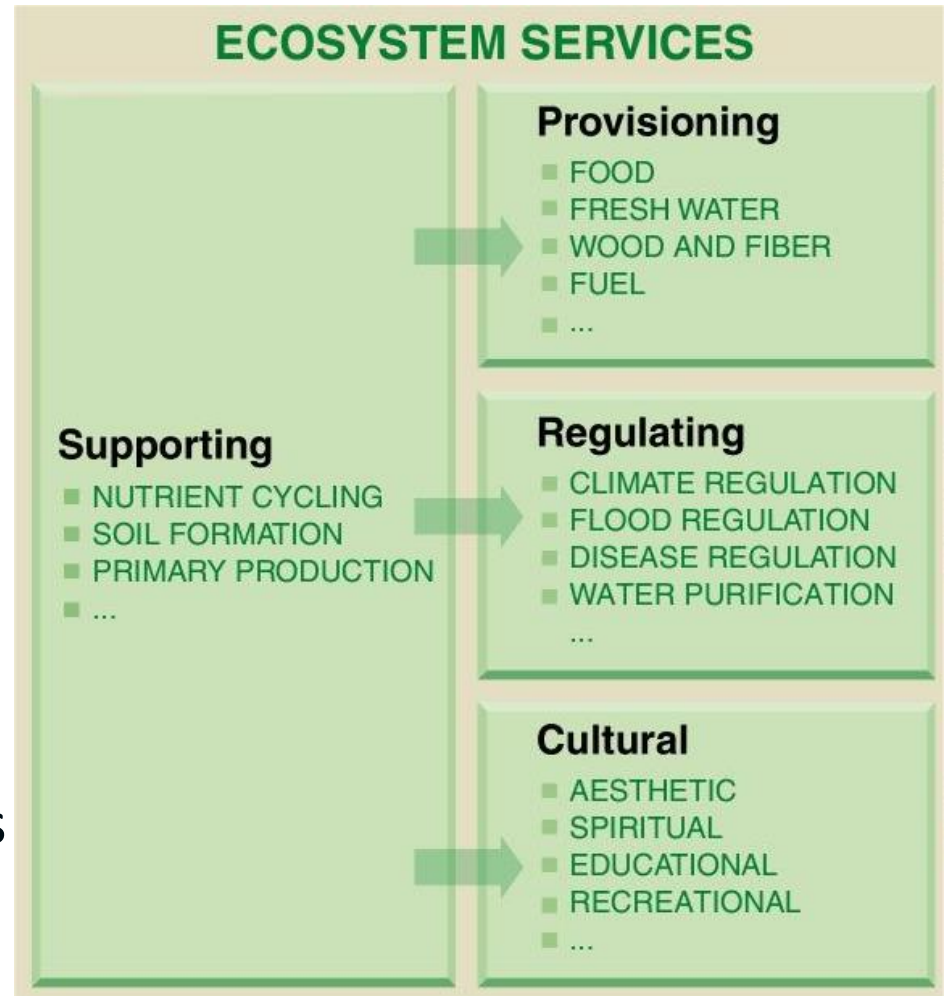 ECOSYSTEM SERVICES
Supporting
NUTRIENT CYCLING
SOIL FORMATION
PRIMARY PRODUCTION
...
Provisioning
FOOD
FRESH WATER
WOOD AND FIBER
FUEL
...
Regulating
CLIMATE REGULATION
FLOOD REGULATION
DISEASE REGULATION
WATER PURIFICATION
...
Cultural
AESTHETIC
SPIRITUAL
EDUCATIONAL
RECREATIONAL
...